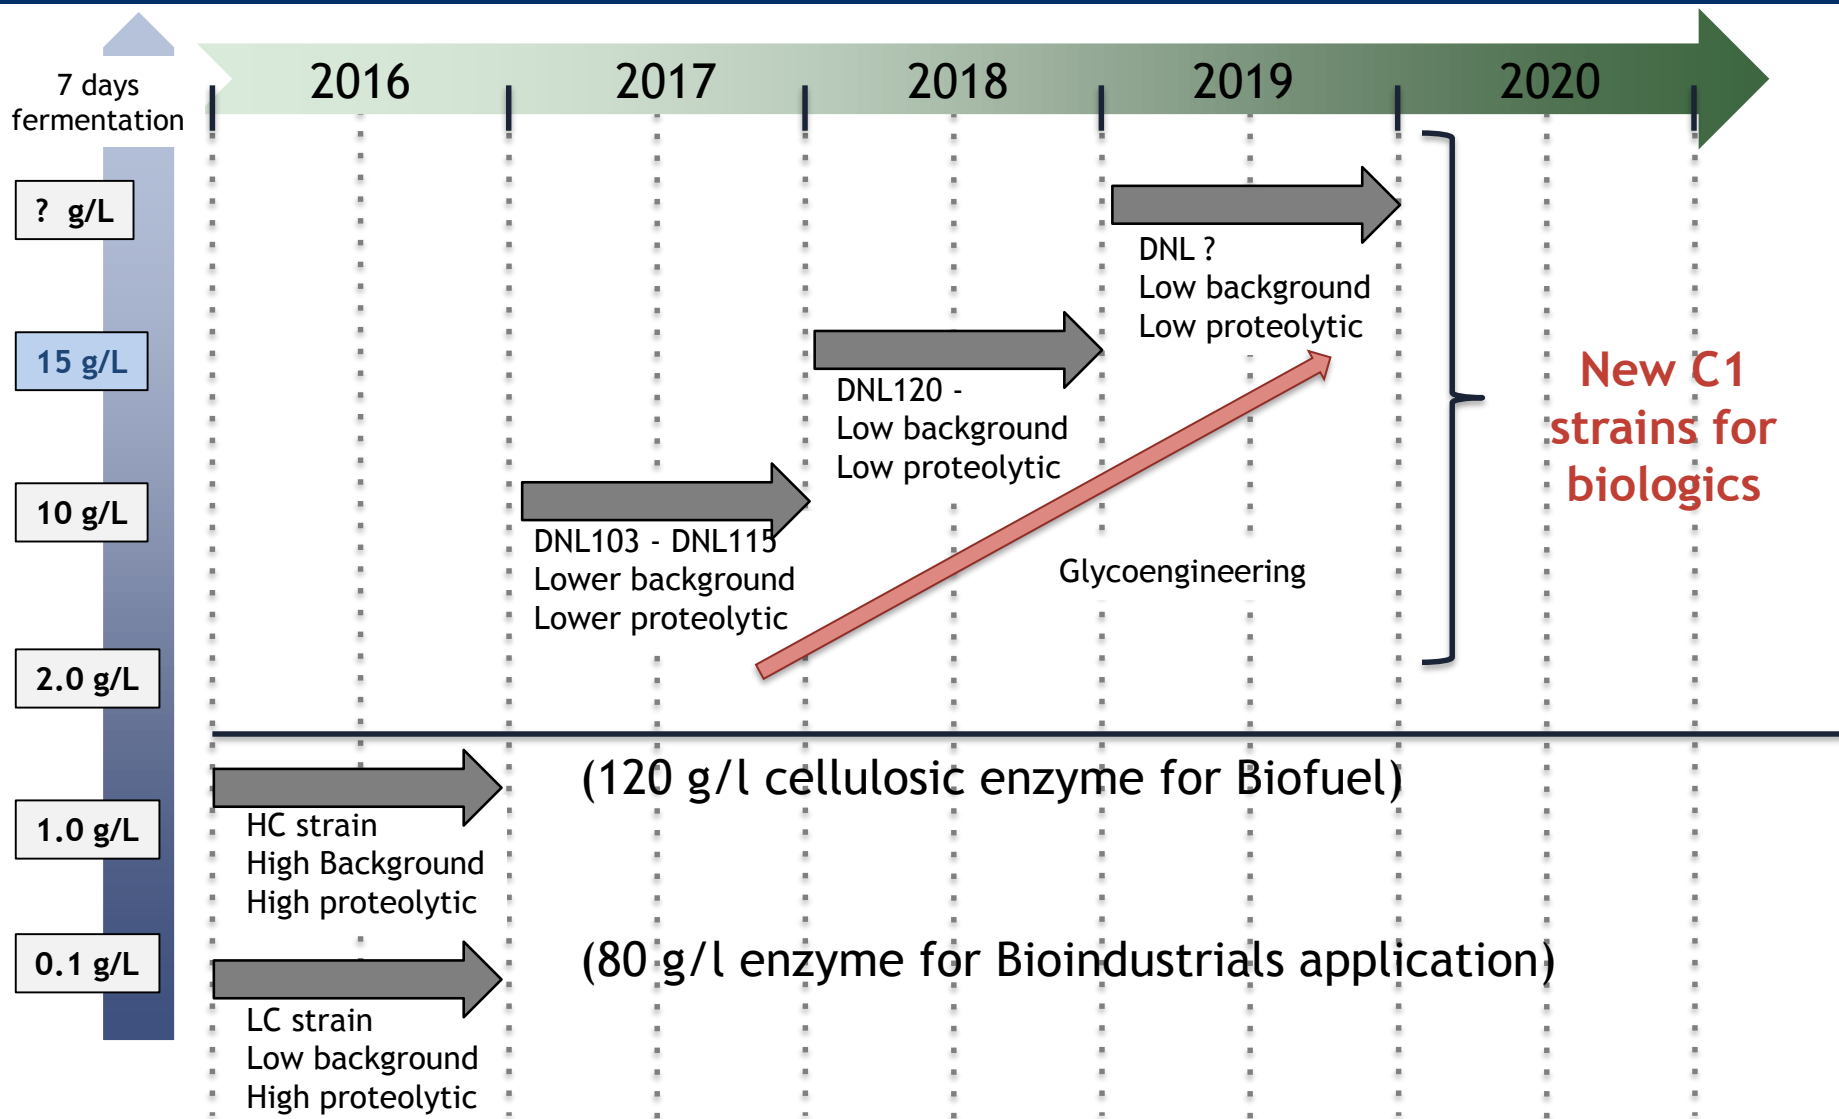 7 days
fermentation
2016
2017
2018
2019
2020
? g/L
15 g/L
10 g/L
2.0 g/L
1.0 g/L
0.1 g/L
DNL ?
Low background
Low proteolytic
DNL120 -
Low background
Low proteolytic
DNL103 - DNL115
Lower background
Lower proteolytic
Glycoengineering
New C1
strains for
biologics
HC strain
High Background
High proteolytic
(120 g/l cellulosic enzyme for Biofuel)
LC strain
Low background
High proteolytic
(80 g/l enzyme for Bioindustrials application)